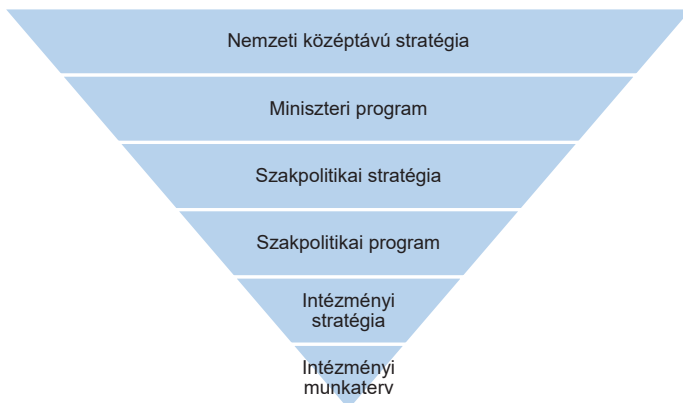 Nemzeti középtávú stratégia
Miniszteri program
Szakpolitikai stratégia
Szakpolitikai program
Intézményi
stratégia
Intézményi
munkaterv